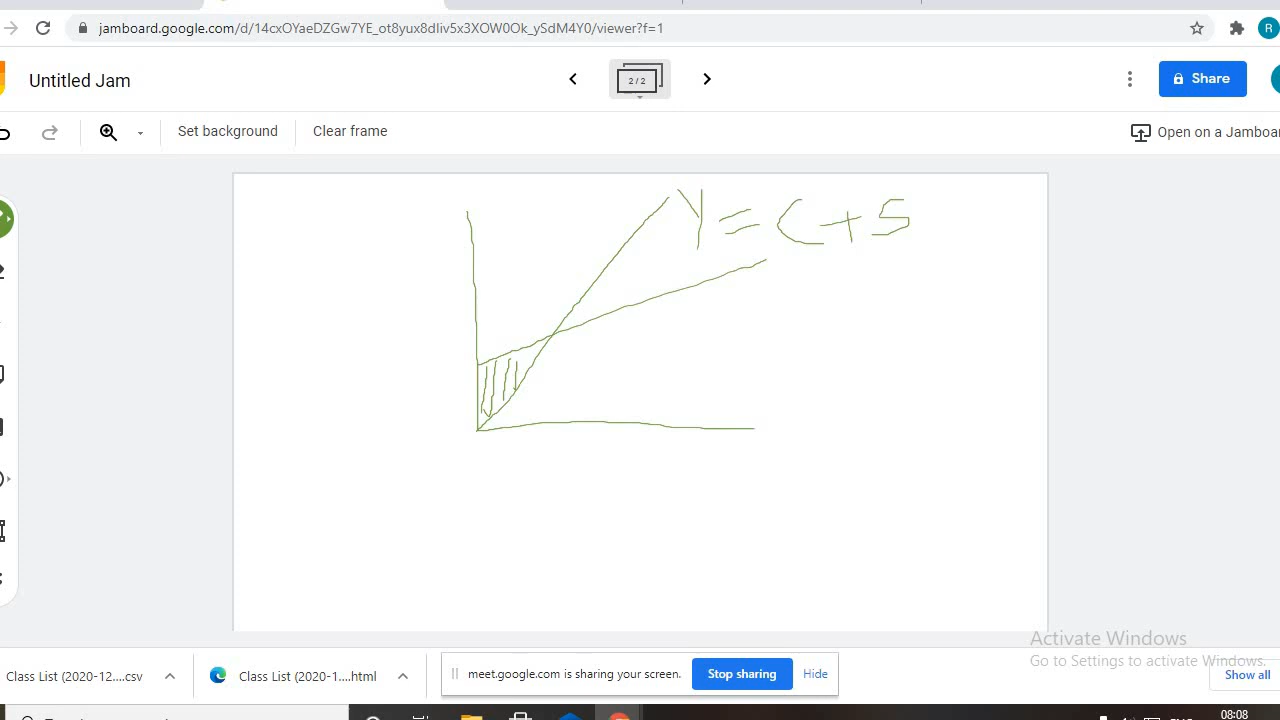 jamboard.google.com/d/14cxOYaeDZGw7YE_ot8yux8dIiv5x3XOW0Ok_ySdM4Y0/viewer?f=1
R
Untitled Jam
2 / 2
Share
Set background
Clear frame
Open on a Jamboar
Y = C + S
Activate Windows
Go to Settings to activate Windows.
Class List (2020-12....csv
Class List (2020-1....html
meet.google.com is sharing your screen.
Stop sharing
Hide
Show all
08:08